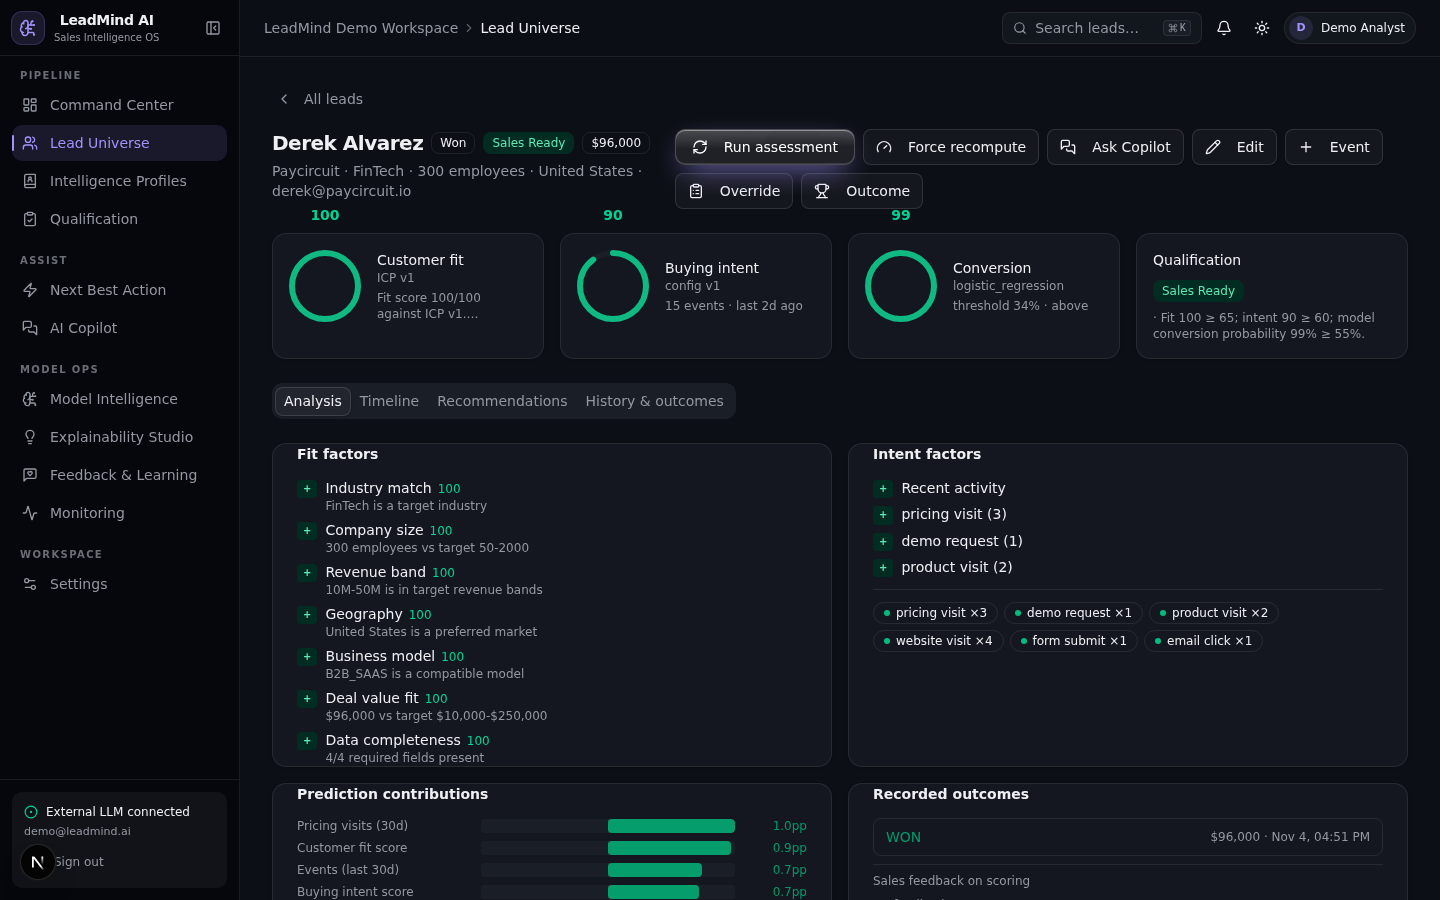 LeadMind AI
Sales Intelligence OS
PIPELINE
Command Center
Lead Universe
Intelligence Profiles
Qualification
ASSIST
Next Best Action
AI Copilot
MODEL OPS
Model Intelligence
Explainability Studio
Feedback & Learning
Monitoring
WORKSPACE
Settings
External LLM connected
demo@leadmind.ai
Sign out
N
LeadMind Demo Workspace > Lead Universe
Search leads... ⌘K
D Demo Analyst
All leads
Derek Alvarez Won Sales Ready $96,000
Paycircuit · FinTech · 300 employees · United States ·
derek@paycircuit.io
Run assessment Force recompute Ask Copilot Edit Event
Override Outcome
100
Customer fit
ICP v1
Fit score 100/100
against ICP v1....
90
Buying intent
config v1
15 events · last 2d ago
99
Conversion
logistic_regression
threshold 34% · above
Qualification
Sales Ready
· Fit 100 ≥ 65; intent 90 ≥ 60; model
conversion probability 99% ≥ 55%.
Analysis Timeline Recommendations History & outcomes
Fit factors
+ Industry match 100
FinTech is a target industry
+ Company size 100
300 employees vs target 50-2000
+ Revenue band 100
10M-50M is in target revenue bands
+ Geography 100
United States is a preferred market
+ Business model 100
B2B_SAAS is a compatible model
+ Deal value fit 100
$96,000 vs target $10,000-$250,000
+ Data completeness 100
4/4 required fields present
Intent factors
+ Recent activity
+ pricing visit (3)
+ demo request (1)
+ product visit (2)
pricing visit ×3 demo request ×1 product visit ×2
website visit ×4 form submit ×1 email click ×1
Prediction contributions
Pricing visits (30d) 1.0pp
Customer fit score 0.9pp
Events (last 30d) 0.7pp
Buying intent score 0.7pp
Recorded outcomes
WON $96,000 · Nov 4, 04:51 PM
Sales feedback on scoring